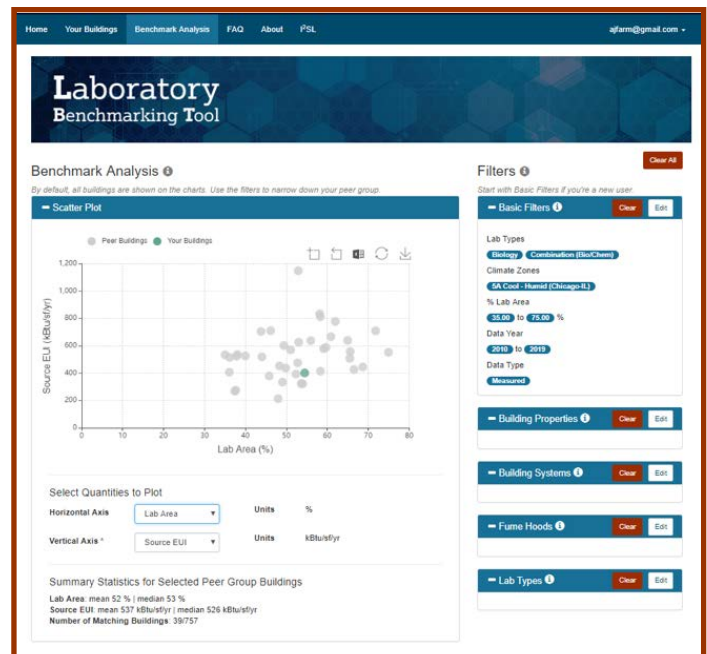 Home Your Buildings Benchmark Analysis FAQ About I²SL ajfarm@gmail.com
Laboratory
Benchmarking Tool
Clear All
Benchmark Analysis
By default, all buildings are shown on the charts. Use the filters to narrow down your peer group.
Scatter Plot
Peer Buildings Your Buildings
1,200
1,000
800
600
400
200
0
Source EUI (kBtu/sf/yr)
0 10 20 30 40 50 60 70 80
Lab Area (%)
Select Quantities to Plot
Horizontal Axis Lab Area Units %
Vertical Axis * Source EUI Units kBtu/sf/yr
Summary Statistics for Selected Peer Group Buildings
Lab Area: mean 52 % | median 53 %
Source EUI: mean 537 kBtu/sf/yr | median 526 kBtu/sf/yr
Number of Matching Buildings: 39/757
Filters
Start with Basic Filters if you're a new user.
Basic Filters Clear Edit
Lab Types
Biology Combination (Bio/Chem)
Climate Zones
5A Cool - Humid (Chicago-IL)
% Lab Area
35.00 to 75.00 %
Data Year
2010 to 2019
Data Type
Measured
Building Properties Clear Edit
Building Systems Clear Edit
Fume Hoods Clear Edit
Lab Types Clear Edit